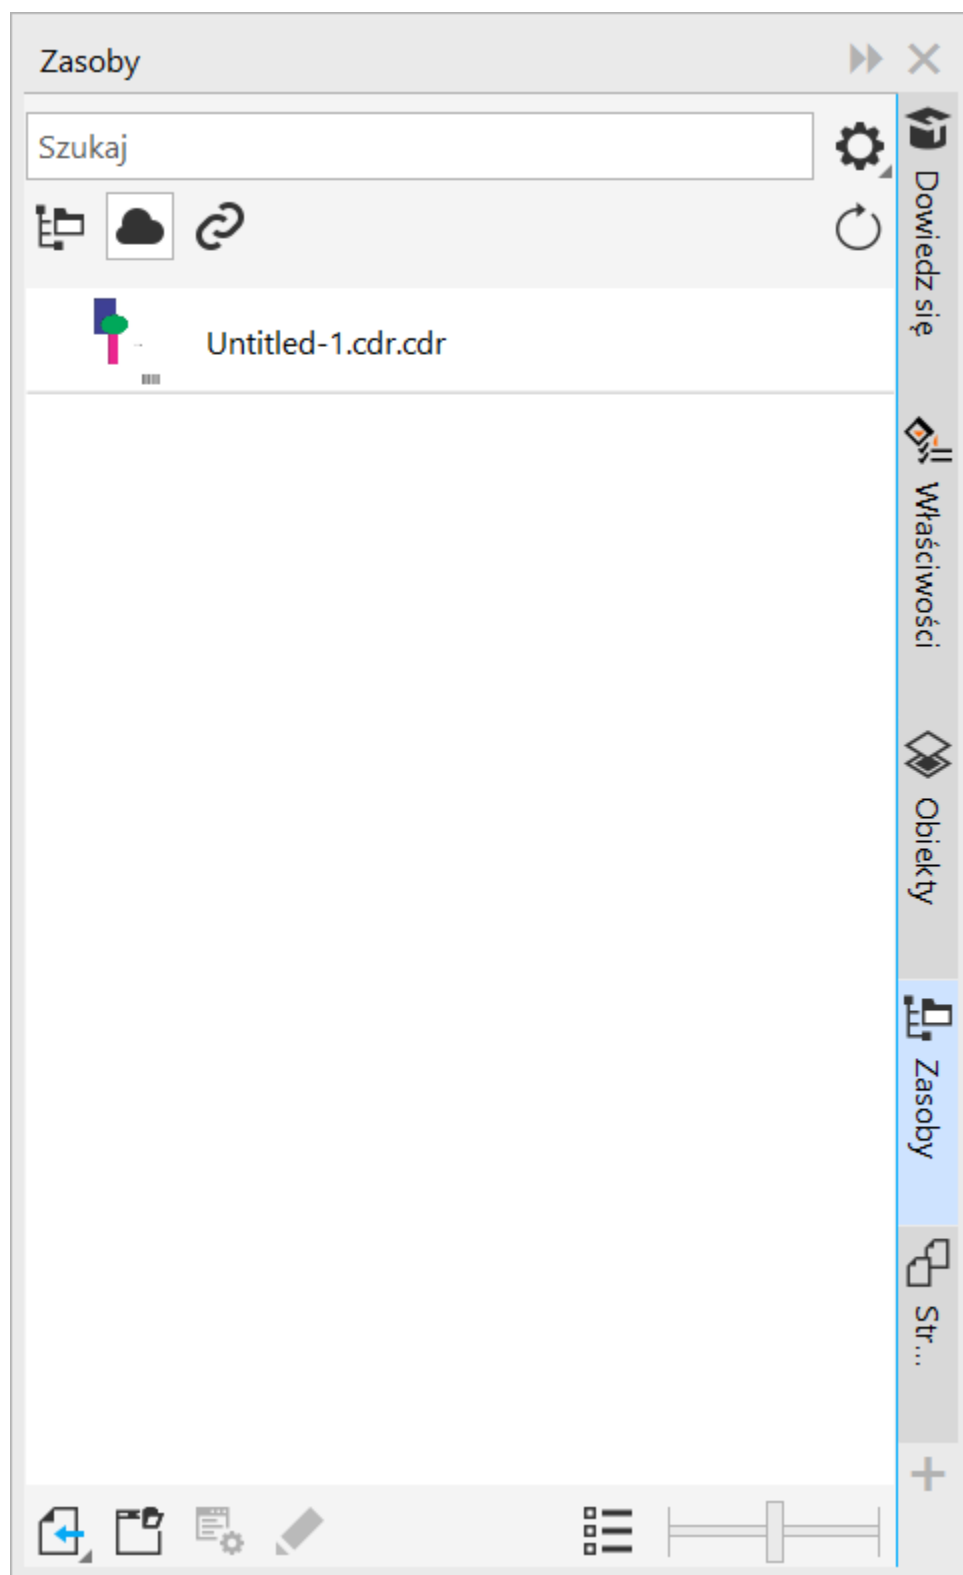 Zasoby
Szukaj
Untitled-1.cdr.cdr
Dowiedz się
Właściwości
Obiekty
Zasoby
Str...